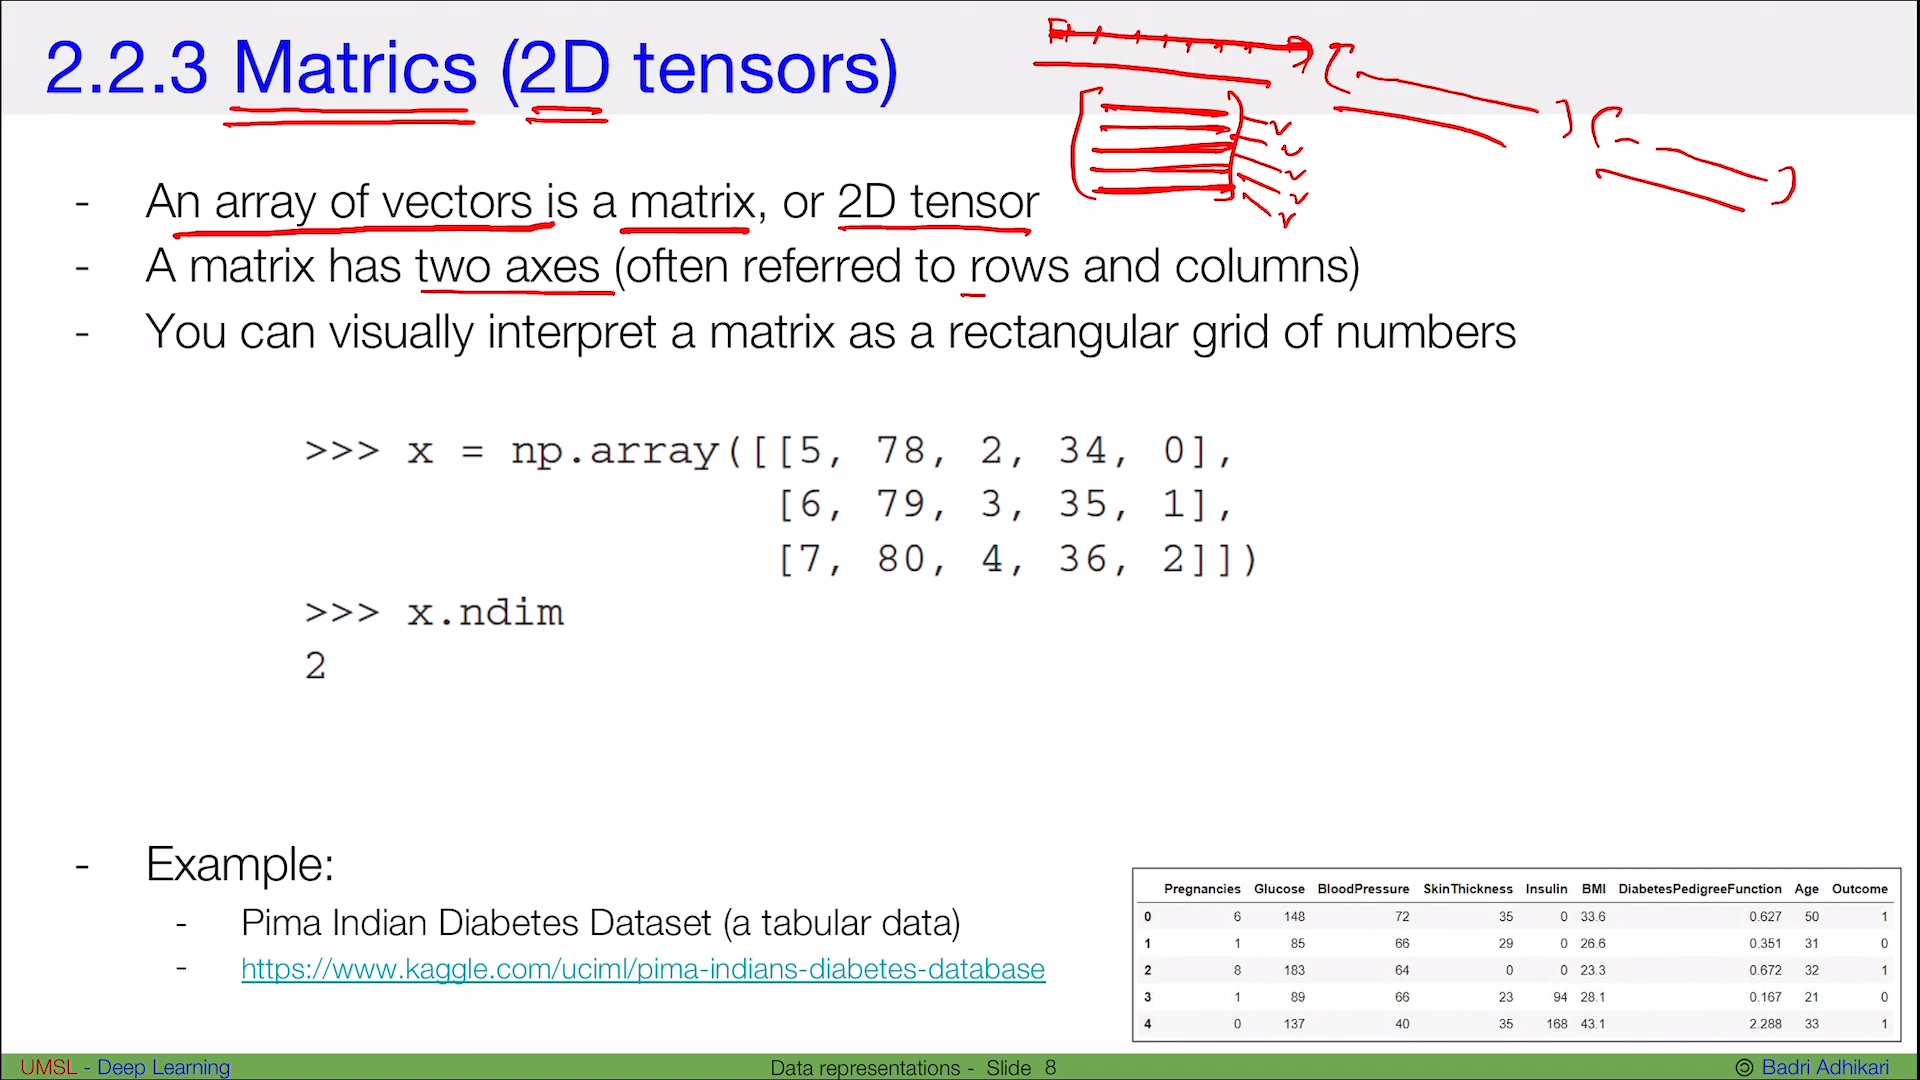 2.2.3 Matrics (2D tensors)
- An array of vectors is a matrix, or 2D tensor
- A matrix has two axes (often referred to rows and columns)
- You can visually interpret a matrix as a rectangular grid of numbers
>>> x = np.array([[5, 78, 2, 34, 0],
[6, 79, 3, 35, 1],
[7, 80, 4, 36, 2]])
>>> x.ndim
2
- Example:
- Pima Indian Diabetes Dataset (a tabular data)
- https://www.kaggle.com/uciml/pima-indians-diabetes-database
Pregnancies Glucose BloodPressure SkinThickness Insulin BMI DiabetesPedigreeFunction Age Outcome
0 6 148 72 35 0 33.6 0.627 50 1
1 1 85 66 29 0 26.6 0.351 31 0
2 8 183 64 0 0 23.3 0.672 32 1
3 1 89 66 23 94 28.1 0.167 21 0
4 0 137 40 35 168 43.1 2.288 33 1
UMSL - Deep Learning
Data representations - Slide 8
© Badri Adhikari